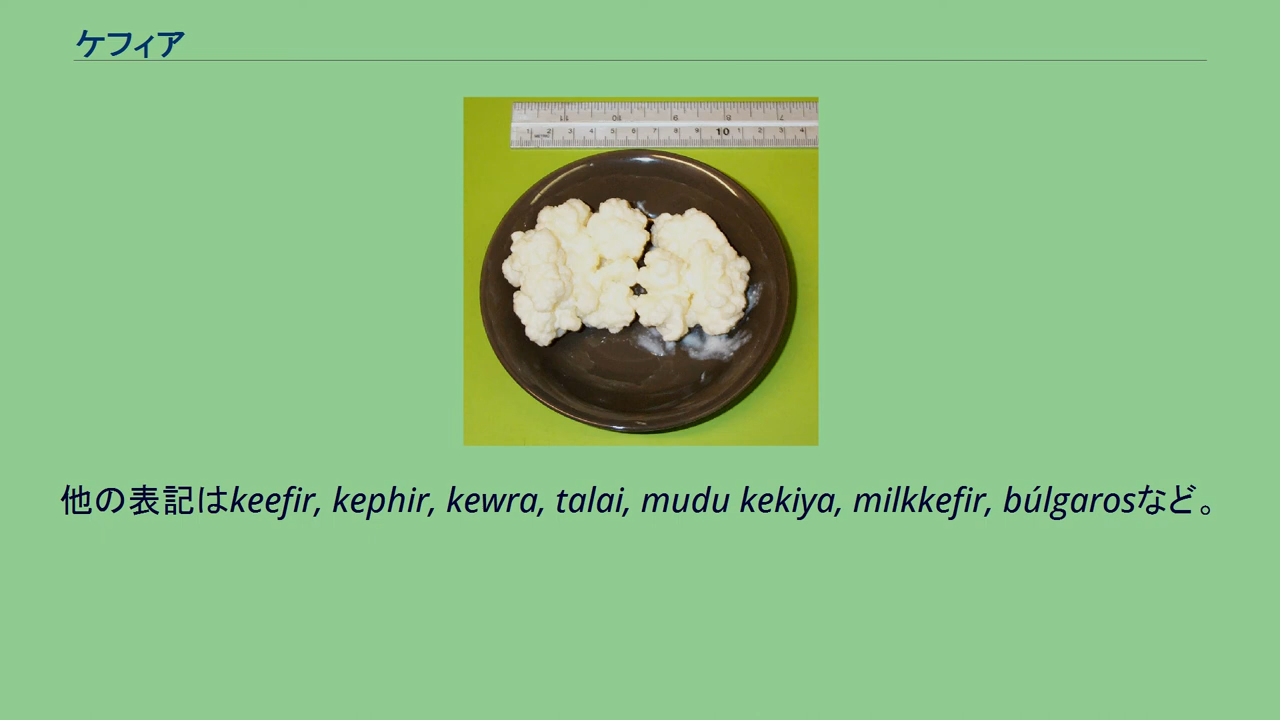 ケフィア
他の表記はkeefir, kephir, kewra, talai, mudu kekiya, milkkefir, búlgarosなど。